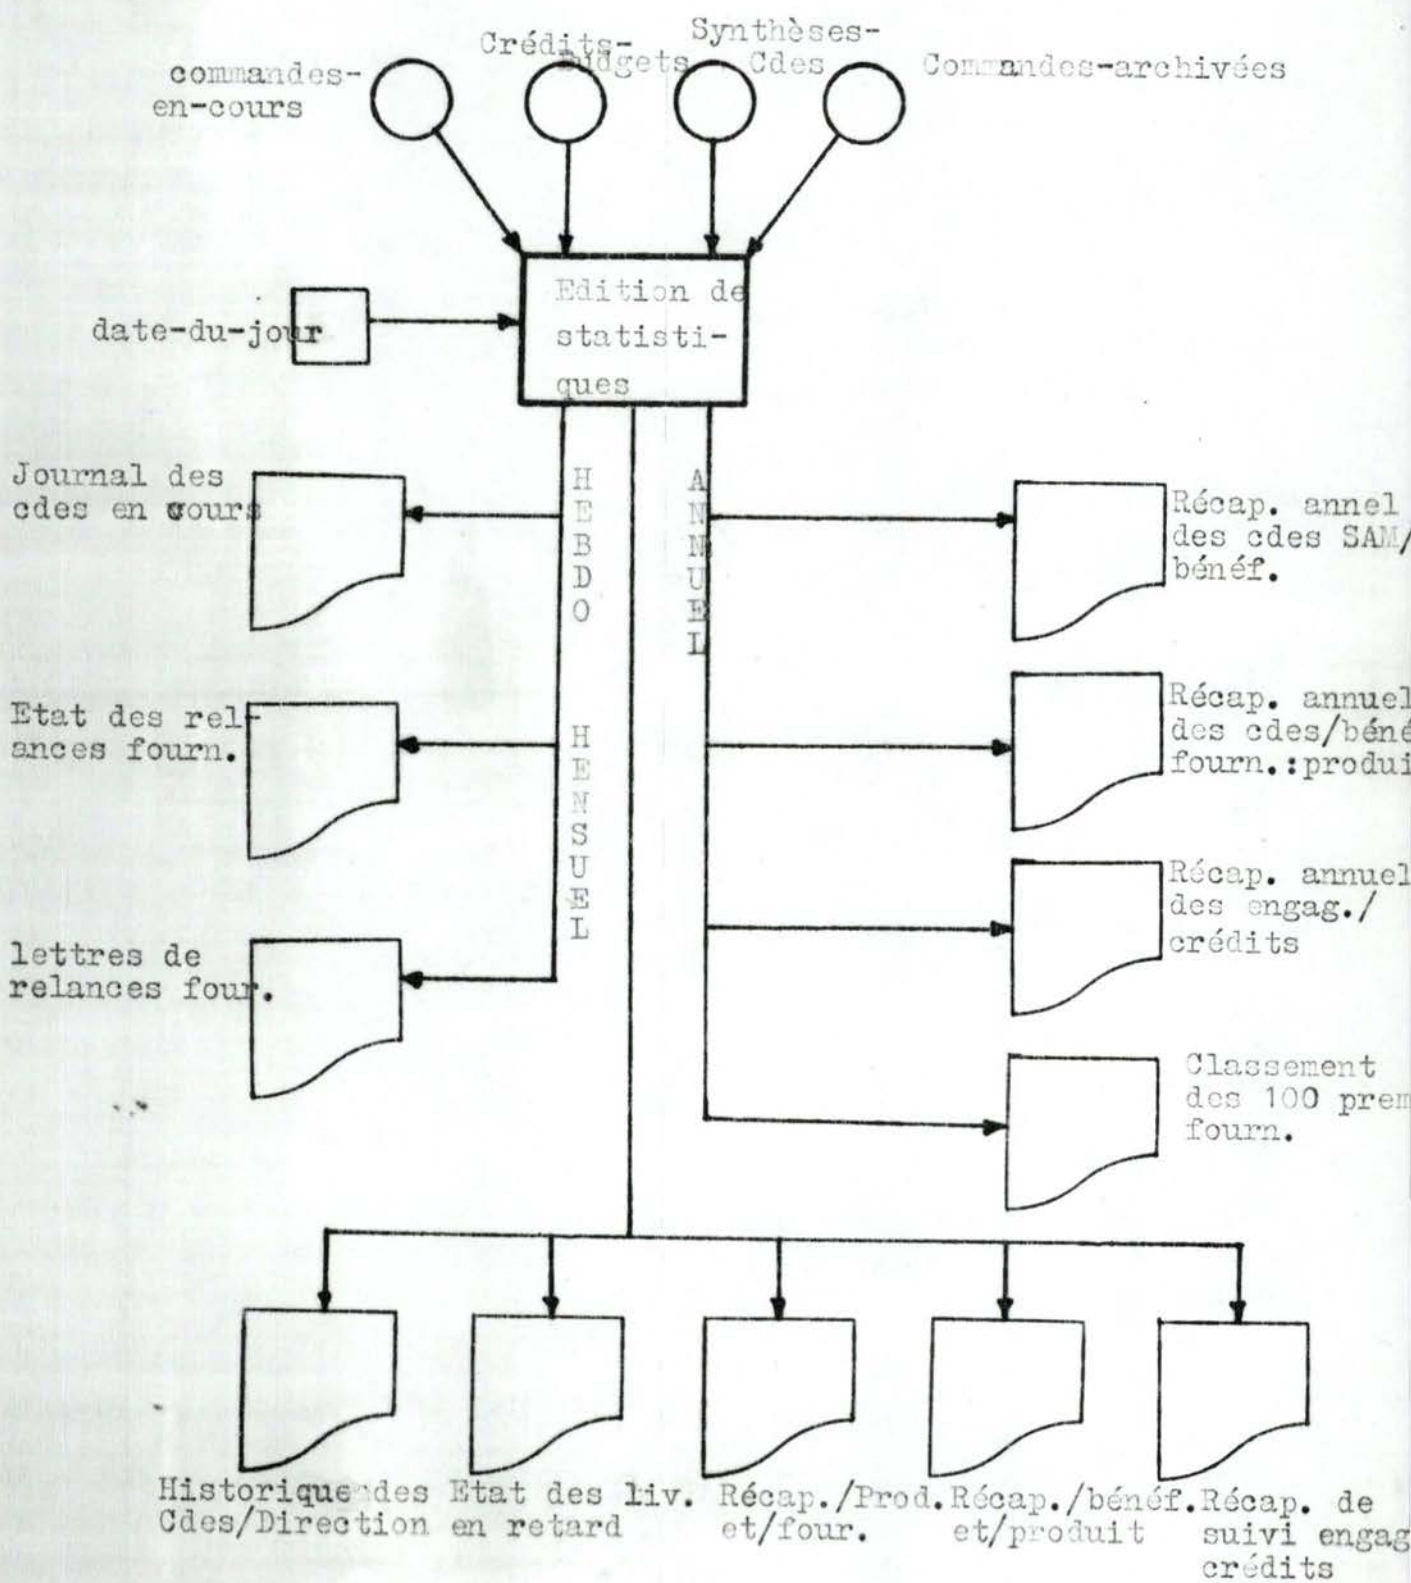 commandes-
en-cours
Crédits-
Budgets
Synthèses-
Cdes
Commandes-archivées
date-du-jour
Edition de
statisti-
ques
HEBDO
HENSUEL
ANNUEL
Journal des
cdes en cours
Etat des rel-
ances fourn.
lettres de
relances four.
Récap. annel
des cdes SAM/
bénéf.
Récap. annuel
des cdes/béné
fourn.:produi
Récap. annuel
des engag./
crédits
Classement
des 100 prem
fourn.
Historique des
Cdes/Direction
Etat des liv.
en retard
Récap./Prod.
et/four.
Récap./bénéf.
et/produit
Récap. de
suivi engag
crédits